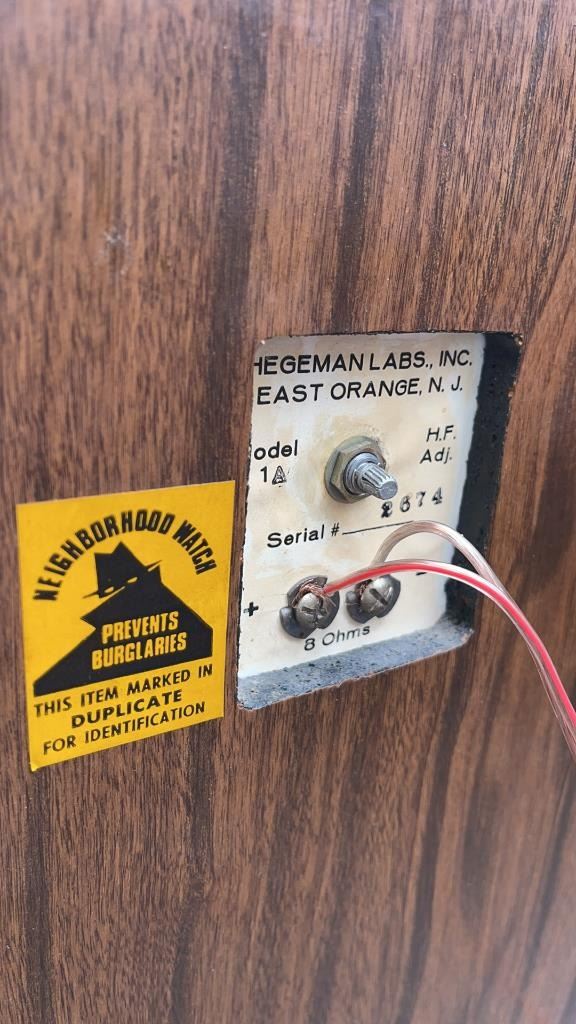 HEGEMAN LABS., INC.
EAST ORANGE, N. J.
odel
1A
H.F.
Adj.
Serial # 2674
+ -
8 Ohms
NEIGHBORHOOD WATCH
PREVENTS
BURGLARIES
THIS ITEM MARKED IN
DUPLICATE
FOR IDENTIFICATION